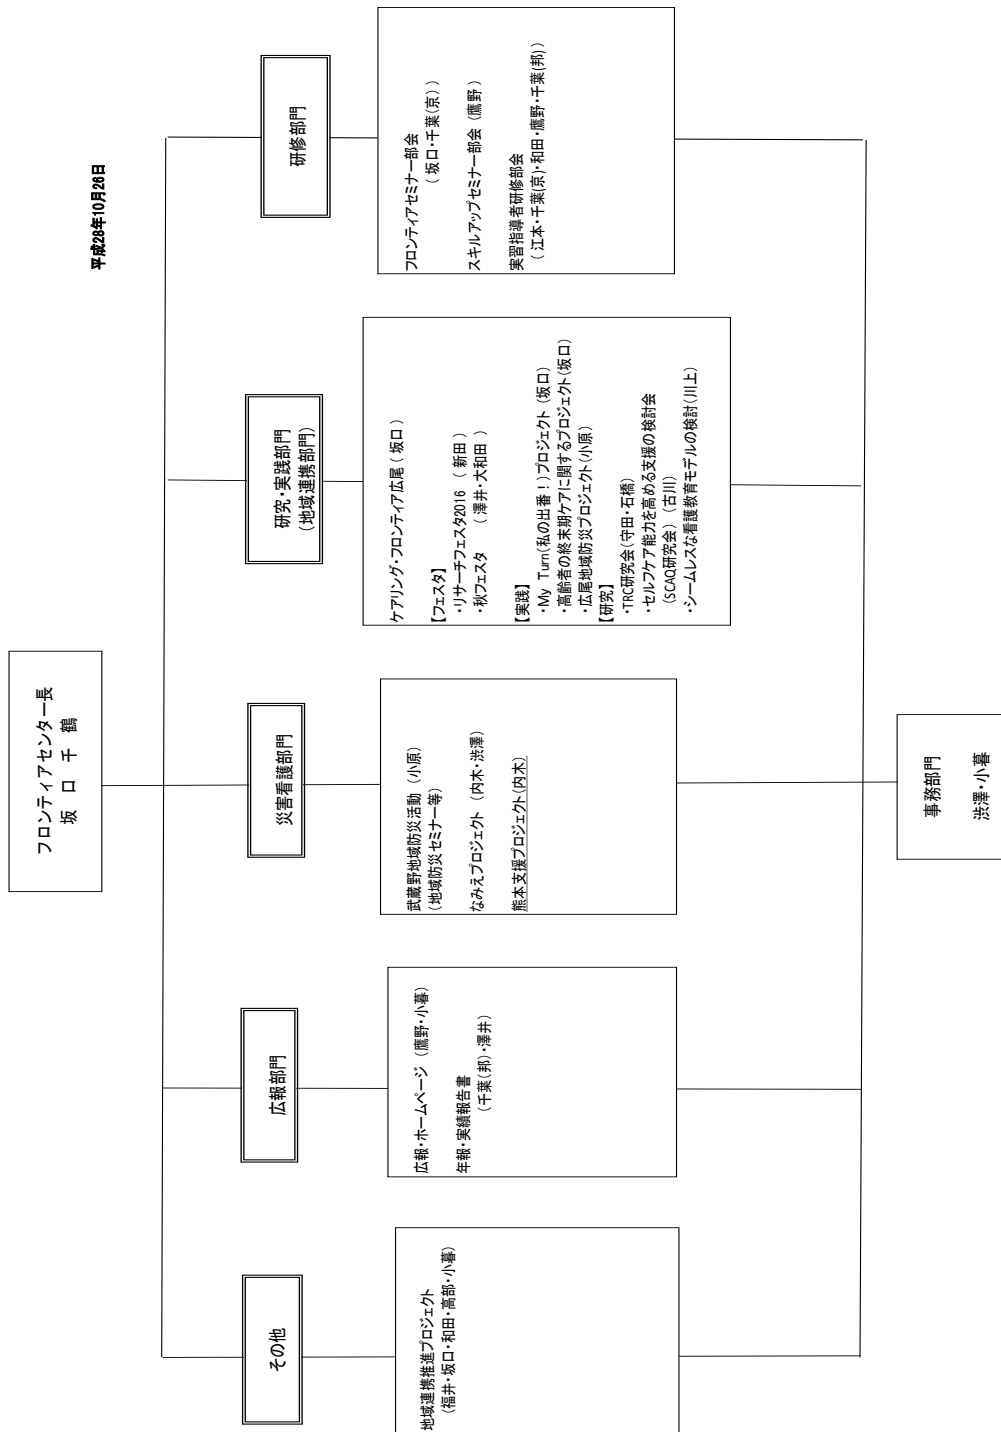 平成28年10月26日
フロンティアセンター長
坂 口 千 鶴
その他
地域連携推進プロジェクト
(福井・坂口・和田・高部・小暮)
広報部門
広報・ホームページ (鷹野・小暮)
年報・実績報告書
(千葉(邦)・澤井)
災害看護部門
武蔵野地域防災活動 (小原)
(地域防災セミナー等)
なみえプロジェクト (内木・渋澤)
熊本支援プロジェクト(内木)
研究・実践部門
(地域連携部門)
ケアリング・フロンティア広尾 ( 坂口 )
【フェスタ】
・リサーチフェスタ2016 ( 新田 )
・秋フェスタ ( 澤井・大和田 )
【実践】
・My Turn(私の出番!)プロジェクト (坂口)
・高齢者の終末期ケアに関するプロジェクト(坂口)
・広尾地域防災プロジェクト(小原)
【研究】
・TRC研究会(守田・石橋)
・セルフケア能力を高める支援の検討会
(SCAQ研究会) (古川)
・シームレスな看護教育モデルの検討(川上)
研修部門
フロンティアセミナー部会
( 坂口・千葉(京) )
スキルアップセミナー部会 (鷹野 )
実習指導者研修部会
( 江本・千葉(京)・和田・鷹野・千葉(邦) )
事務部門
渋澤・小暮